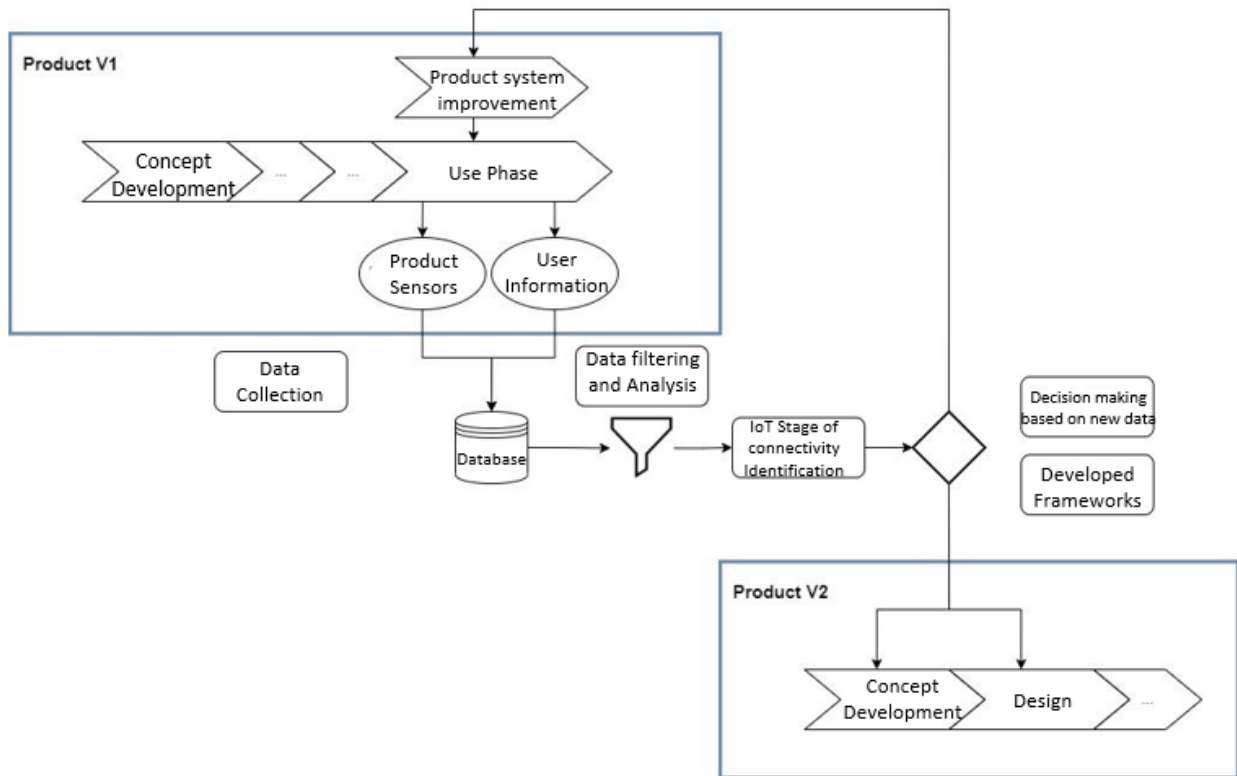 Product V1
Product system
improvement
Concept
Development
...
...
Use Phase
Product
Sensors
User
Information
Data
Collection
Data filtering
and Analysis
Database
IoT Stage of
connectivity
Identification
Decision making
based on new data
Developed
Frameworks
Product V2
Concept
Development
Design
...